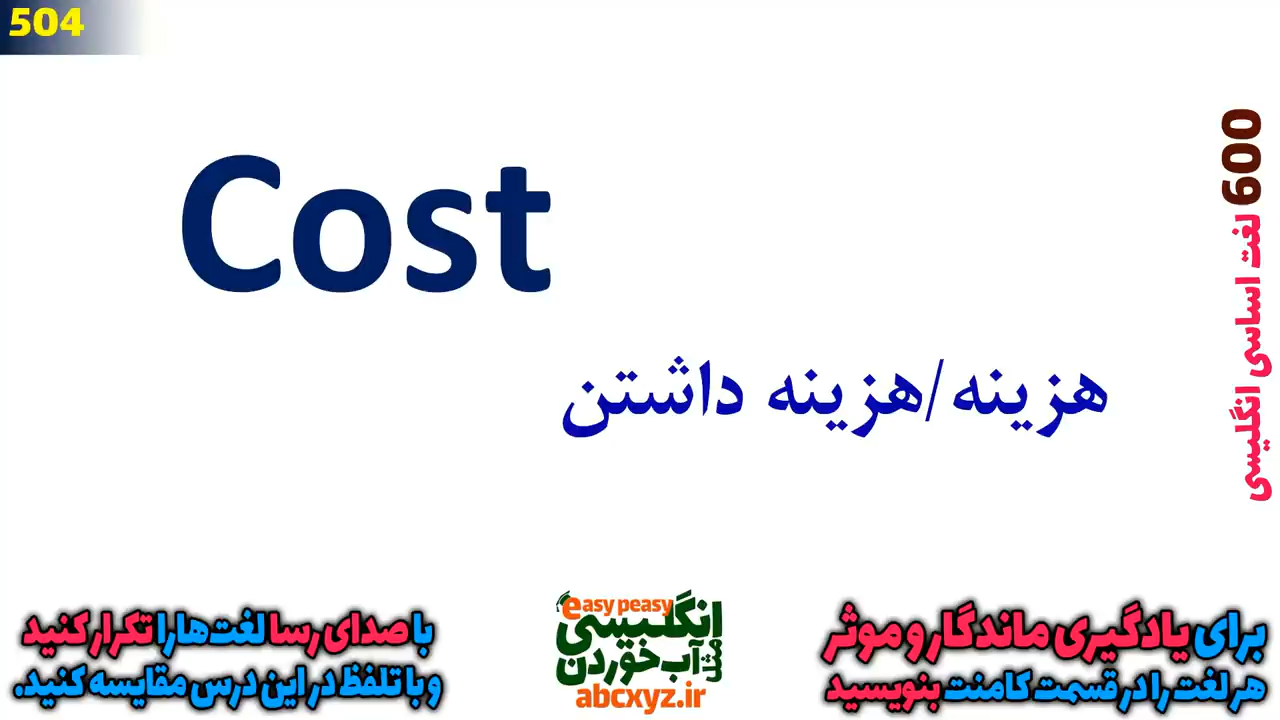 504
Cost
هزینه/هزینه داشتن
600 لغت اساسی انگلیسی
برای یادگیری ماندگار و موثر
هر لغت را در قسمت کامنت بنویسید
easy peasy
انگلیسی
مثل آب خوردن
abcxyz.ir
با صدای رسا لغت‌ها را تکرار کنید
و با تلفظ در این درس مقایسه کنید.